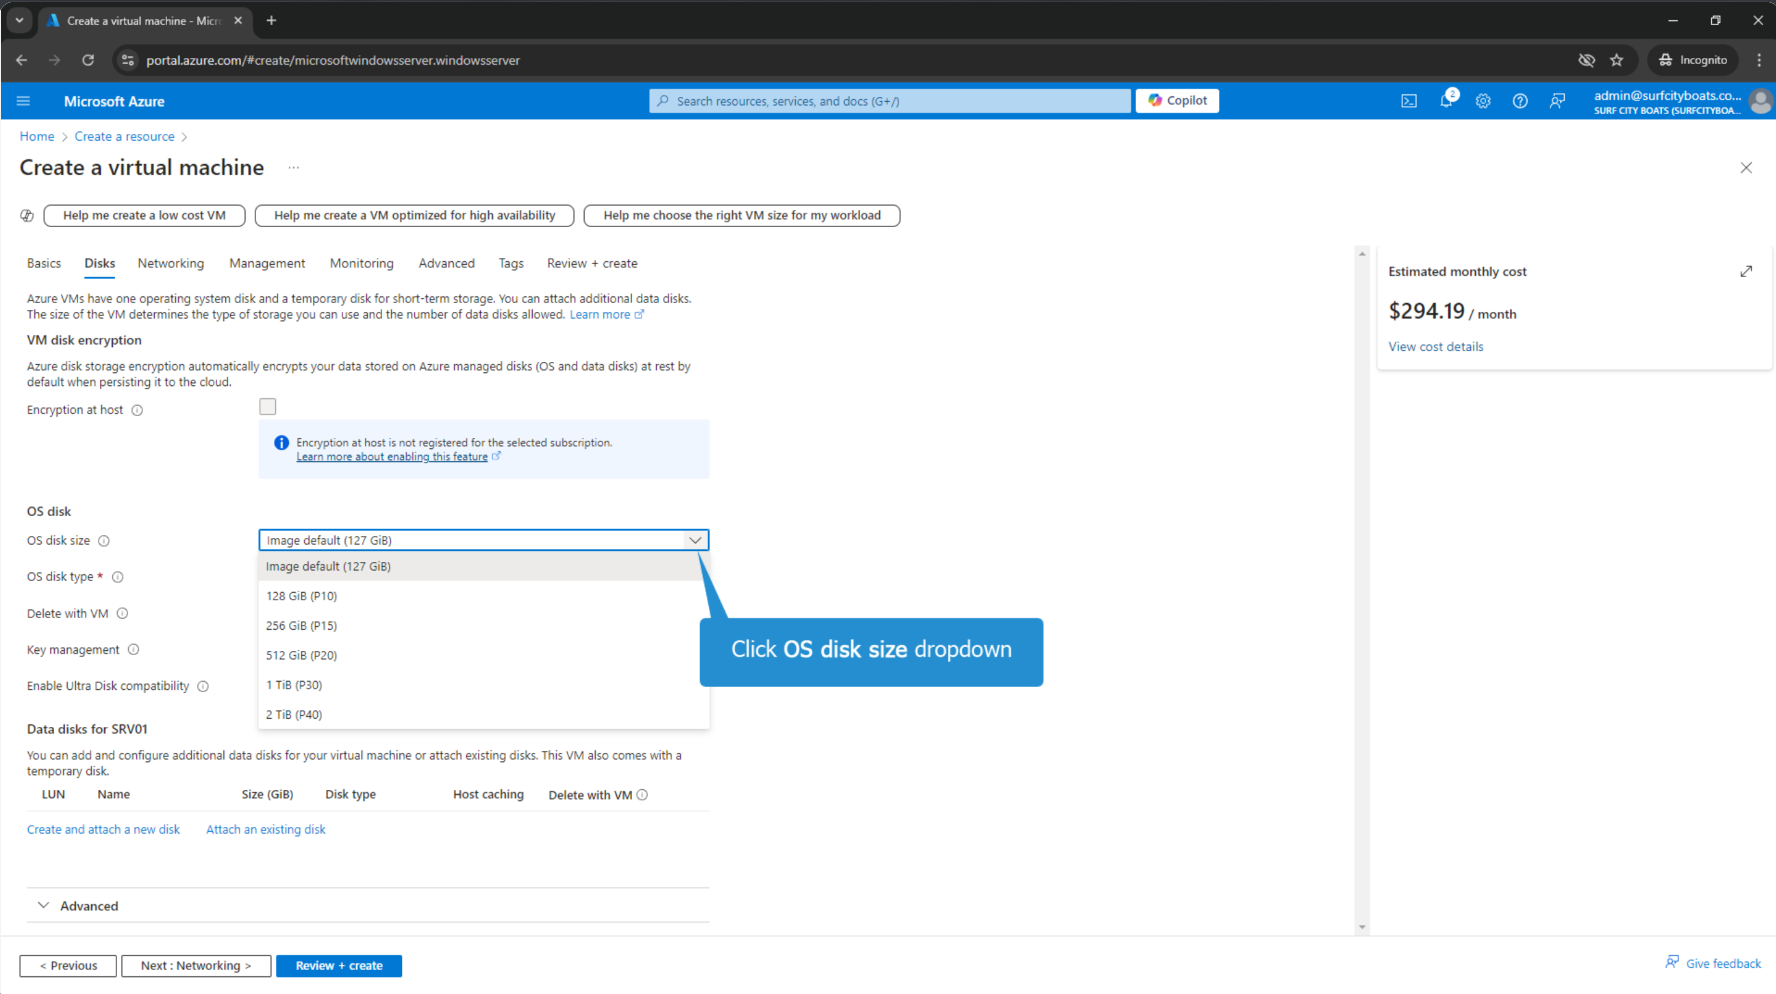 Create a virtual machine - Micr
portal.azure.com/#create/microsoftwindowsserver.windowsserver
Incognito
Microsoft Azure
Search resources, services, and docs (G+/)
Copilot
2
admin@surfcityboats.co...
SURF CITY BOATS (SURFCITYBOA...
Home > Create a resource >
Create a virtual machine ...
Help me create a low cost VM
Help me create a VM optimized for high availability
Help me choose the right VM size for my workload
Basics Disks Networking Management Monitoring Advanced Tags Review + create
Azure VMs have one operating system disk and a temporary disk for short-term storage. You can attach additional data disks.
The size of the VM determines the type of storage you can use and the number of data disks allowed. Learn more
VM disk encryption
Azure disk storage encryption automatically encrypts your data stored on Azure managed disks (OS and data disks) at rest by
default when persisting it to the cloud.
Encryption at host
Encryption at host is not registered for the selected subscription.
Learn more about enabling this feature
OS disk
OS disk size
Image default (127 GiB)
Image default (127 GiB)
OS disk type *
128 GiB (P10)
Delete with VM
256 GiB (P15)
Key management
512 GiB (P20)
Enable Ultra Disk compatibility
1 TiB (P30)
2 TiB (P40)
Click OS disk size dropdown
Data disks for SRV01
You can add and configure additional data disks for your virtual machine or attach existing disks. This VM also comes with a
temporary disk.
LUN Name Size (GiB) Disk type Host caching Delete with VM
Create and attach a new disk Attach an existing disk
Advanced
< Previous
Next : Networking >
Review + create
Estimated monthly cost
$294.19 / month
View cost details
Give feedback